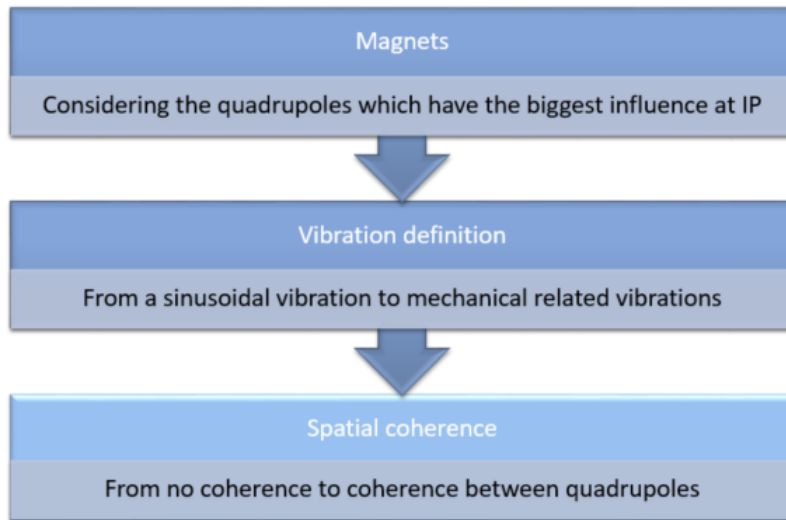 Magnets
Considering the quadrupoles which have the biggest influence at IP
Vibration definition
From a sinusoidal vibration to mechanical related vibrations
Spatial coherence
From no coherence to coherence between quadrupoles